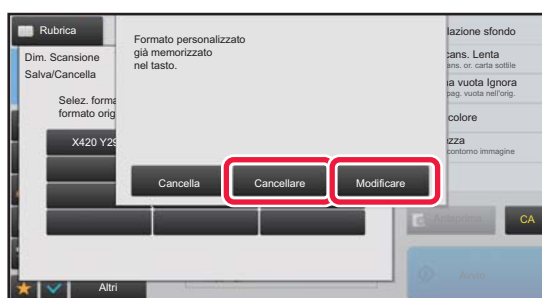 Rubrica
Formato personalizzato
già memorizzato
nel tasto.
Dim. Scansione
Salva/Cancella
Selez. forma
formato orig
X420 Y29
Cancella
Cancellare
Modificare
Altri
lazione sfondo
cans. Lenta
ans. or. carta sottile
a vuota Ignora
pag. vuota nell'orig.
colore
zza
contorno immagine
Anteprima
CA
Avvio